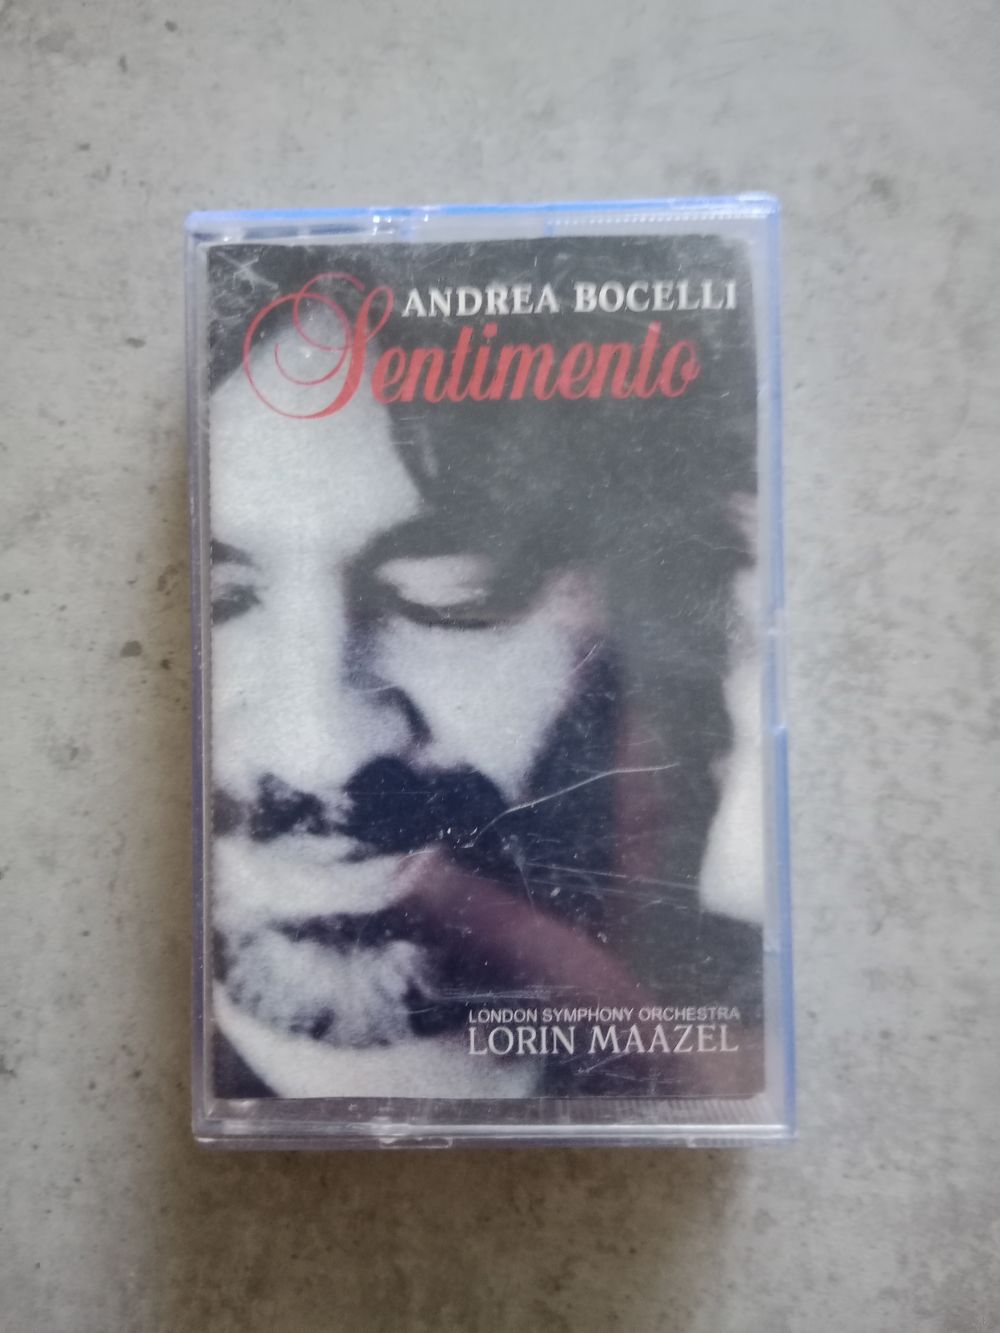 ANDREA BOCELLI
Sentimento
LONDON SYMPHONY ORCHESTRA
LORIN MAAZEL